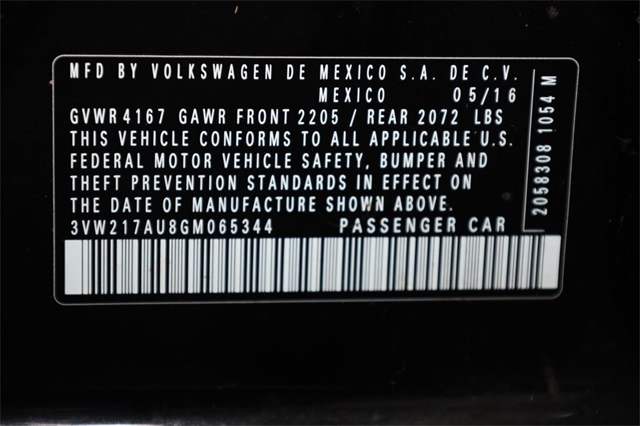 MFD BY VOLKSWAGEN DE MEXICO S.A. DE C.V.
MEXICO 05/16
GVWR 4167 GAWR FRONT 2205 / REAR 2072 LBS
THIS VEHICLE CONFORMS TO ALL APPLICABLE U.S.
FEDERAL MOTOR VEHICLE SAFETY, BUMPER AND
THEFT PREVENTION STANDARDS IN EFFECT ON
THE DATE OF MANUFACTURE SHOWN ABOVE.
3VW217AU8GM065344 PASSENGER CAR
2058308 1054 M